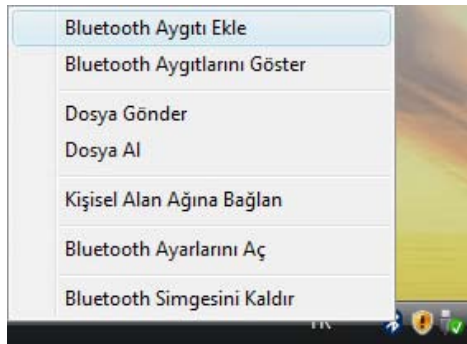 Bluetooth Aygıtı Ekle
Bluetooth Aygıtlarını Göster
Dosya Gönder
Dosya Al
Kişisel Alan Ağına Bağlan
Bluetooth Ayarlarını Aç
Bluetooth Simgesini Kaldır